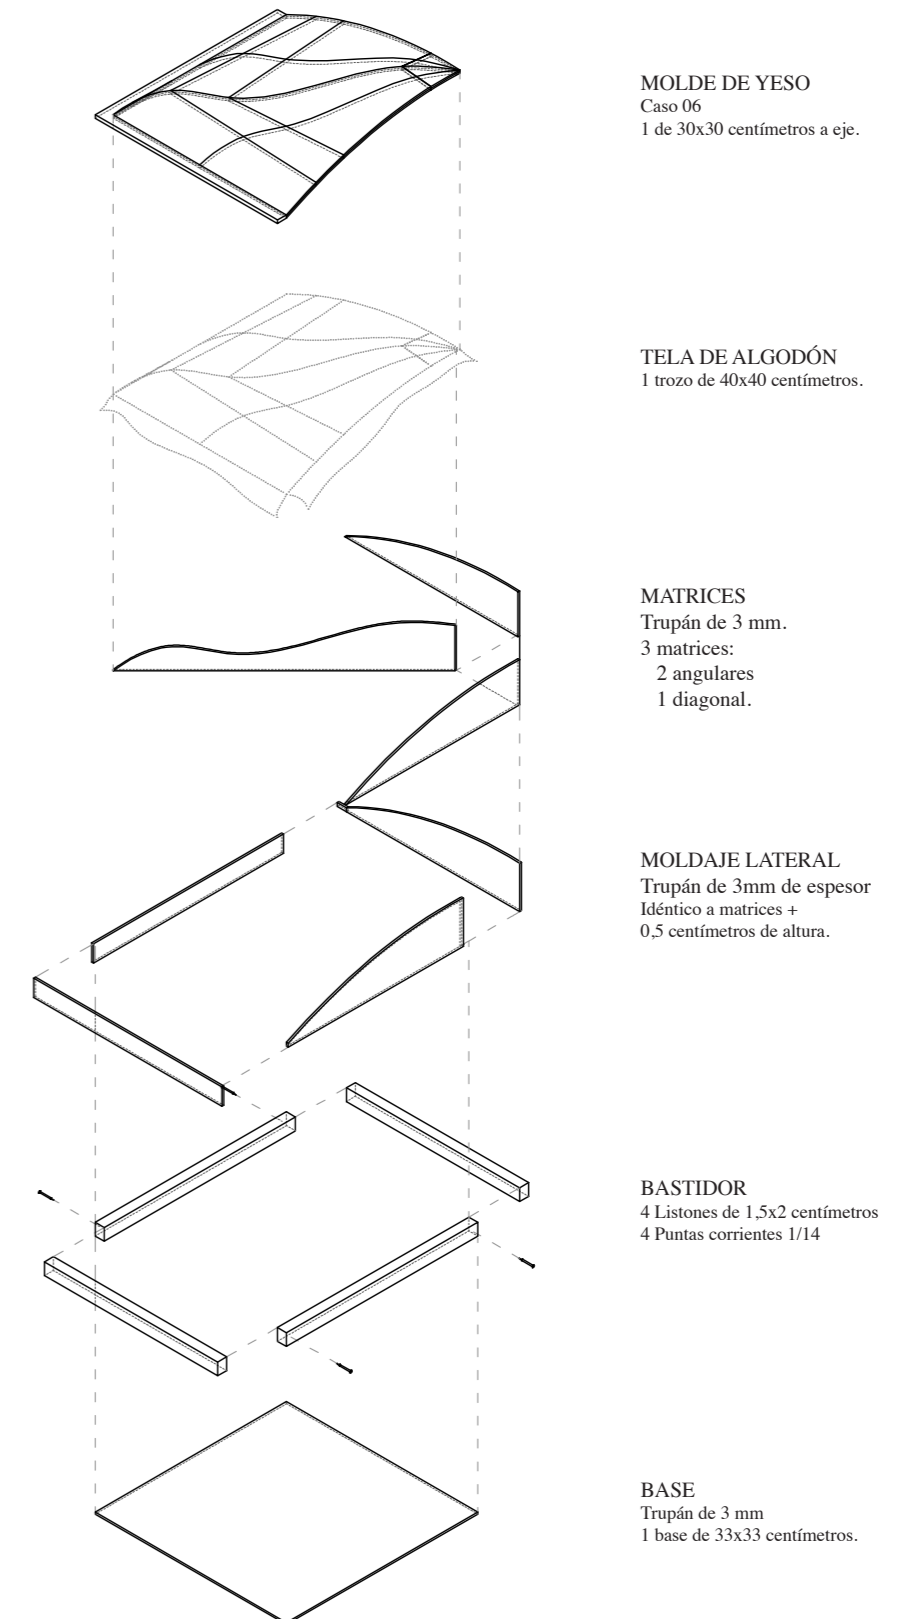 MOLDE DE YESO
Caso 06
1 de 30x30 centímetros a eje.
TELA DE ALGODÓN
1 trozo de 40x40 centímetros.
MATRICES
Trupán de 3 mm.
3 matrices:
2 angulares
1 diagonal.
MOLDAJE LATERAL
Trupán de 3mm de espesor
Idéntico a matrices +
0,5 centímetros de altura.
BASTIDOR
4 Listones de 1,5x2 centímetros
4 Puntas corrientes 1/14
BASE
Trupán de 3 mm
1 base de 33x33 centímetros.